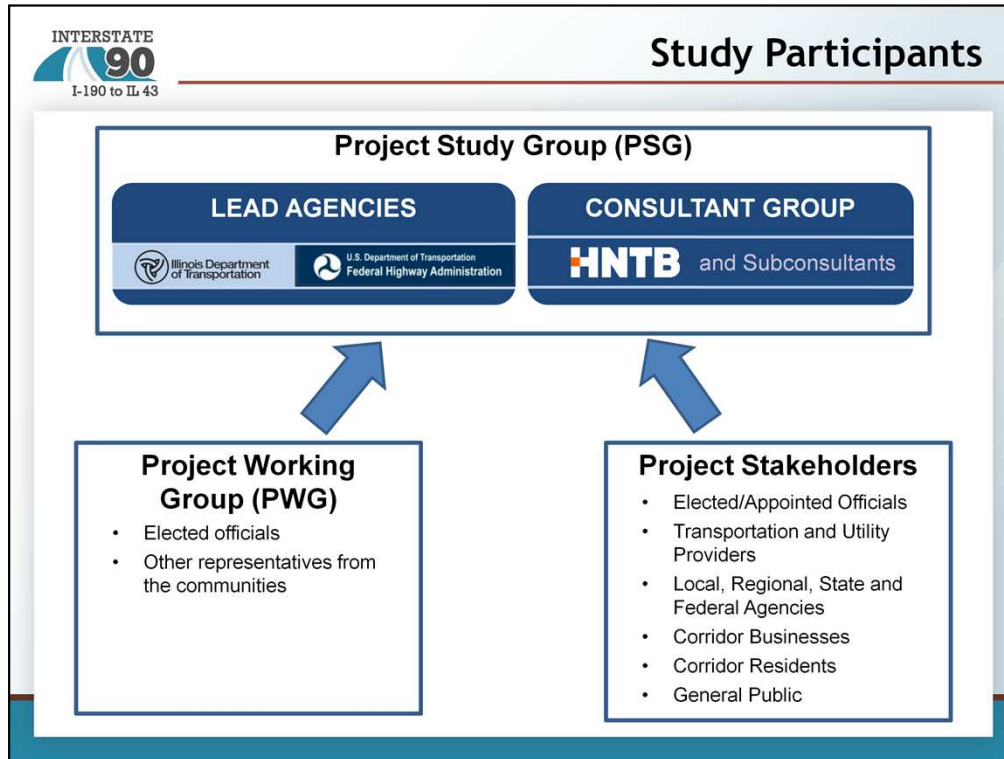 INTERSTATE
90
I-190 to IL 43
Study Participants
Project Study Group (PSG)
LEAD AGENCIES
Illinois Department
of Transportation
U.S. Department of Transportation
Federal Highway Administration
CONSULTANT GROUP
HNTB and Subconsultants
Project Working
Group (PWG)
• Elected officials
• Other representatives from
the communities
Project Stakeholders
• Elected/Appointed Officials
• Transportation and Utility
Providers
• Local, Regional, State and
Federal Agencies
• Corridor Businesses
• Corridor Residents
• General Public